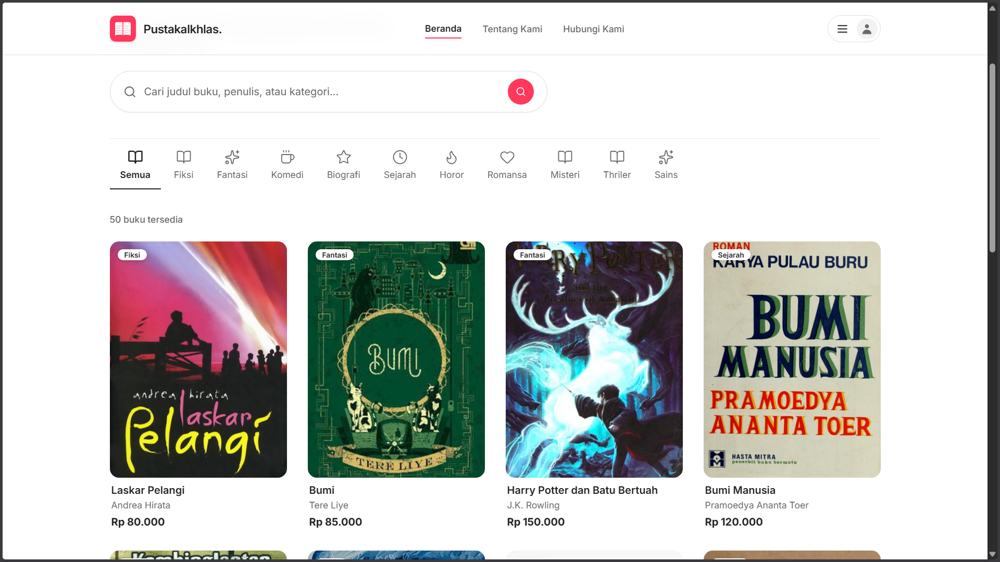 PustakaIkhlas.
Beranda
Tentang Kami
Hubungi Kami
Cari judul buku, penulis, atau kategori...
Semua
Fiksi
Fantasi
Komedi
Biografi
Sejarah
Horor
Romansa
Misteri
Thriler
Sains
50 buku tersedia
Fiksi
andrea hirata
laskar
Pelangi
Laskar Pelangi
Andrea Hirata
Rp 80.000
Fantasi
BUMI
TERE LIYE
Bumi
Tere Liye
Rp 85.000
Fantasi
POTTER
and the
Prisoner of Azkaban
Harry Potter dan Batu Bertuah
J.K. Rowling
Rp 150.000
ROMAN
Sejarah
KARYA PULAU BURU
BUMI
MANUSIA
PRAMOEDYA
ANANTA TOER
HASTA MITRA
penerbit buku bermutu
Bumi Manusia
Pramoedya Ananta Toer
Rp 120.000